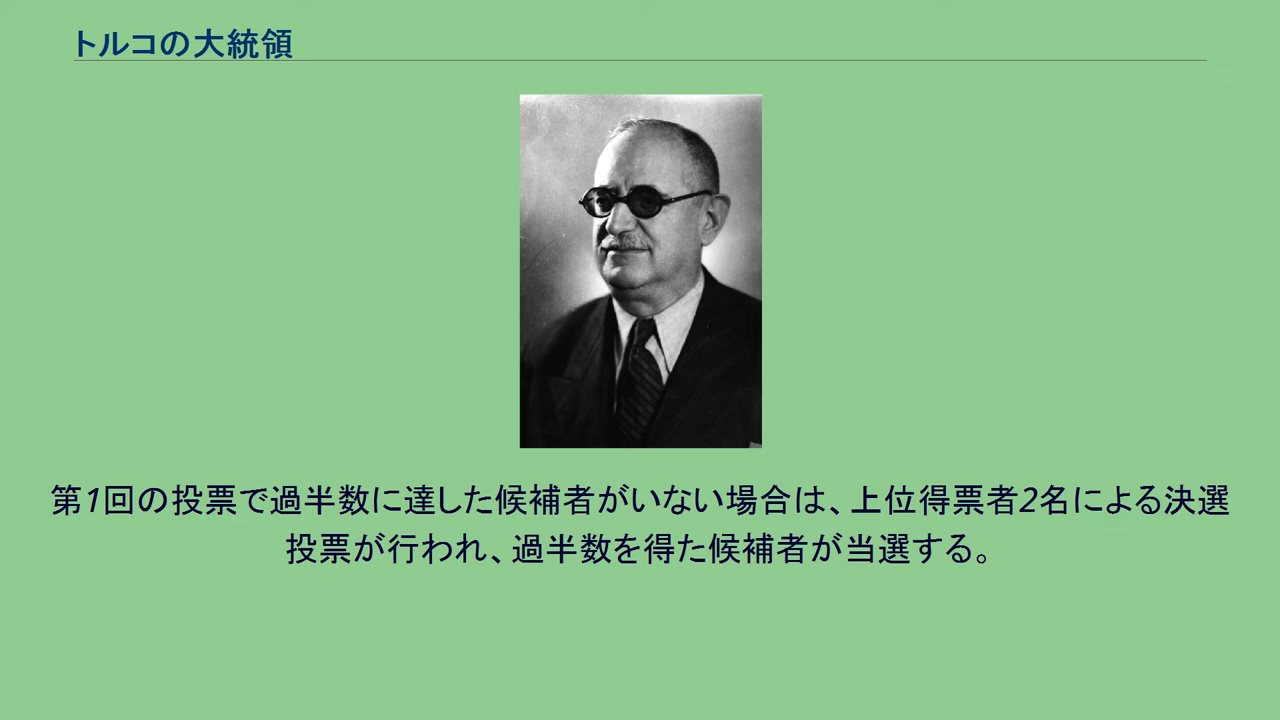 トルコの大統領
第1回の投票で過半数に達した候補者がいない場合は、上位得票者2名による決選
投票が行われ、過半数を得た候補者が当選する。